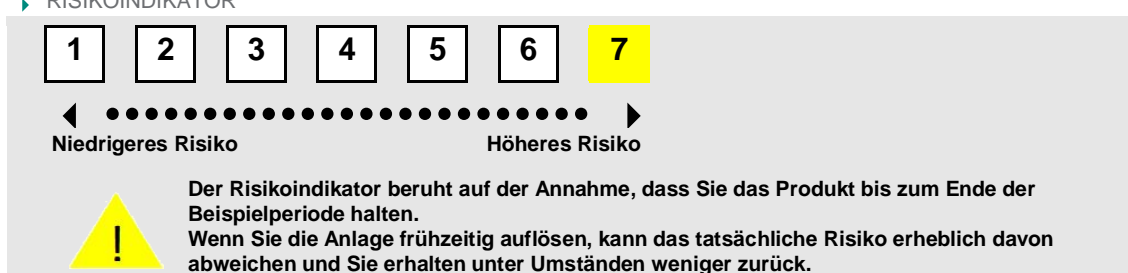 RISIKOINDIKATOR
1 2 3 4 5 6 7
Niedrigeres Risiko Höheres Risiko
Der Risikoindikator beruht auf der Annahme, dass Sie das Produkt bis zum Ende der
Beispielperiode halten.
Wenn Sie die Anlage frühzeitig auflösen, kann das tatsächliche Risiko erheblich davon
abweichen und Sie erhalten unter Umständen weniger zurück.
!